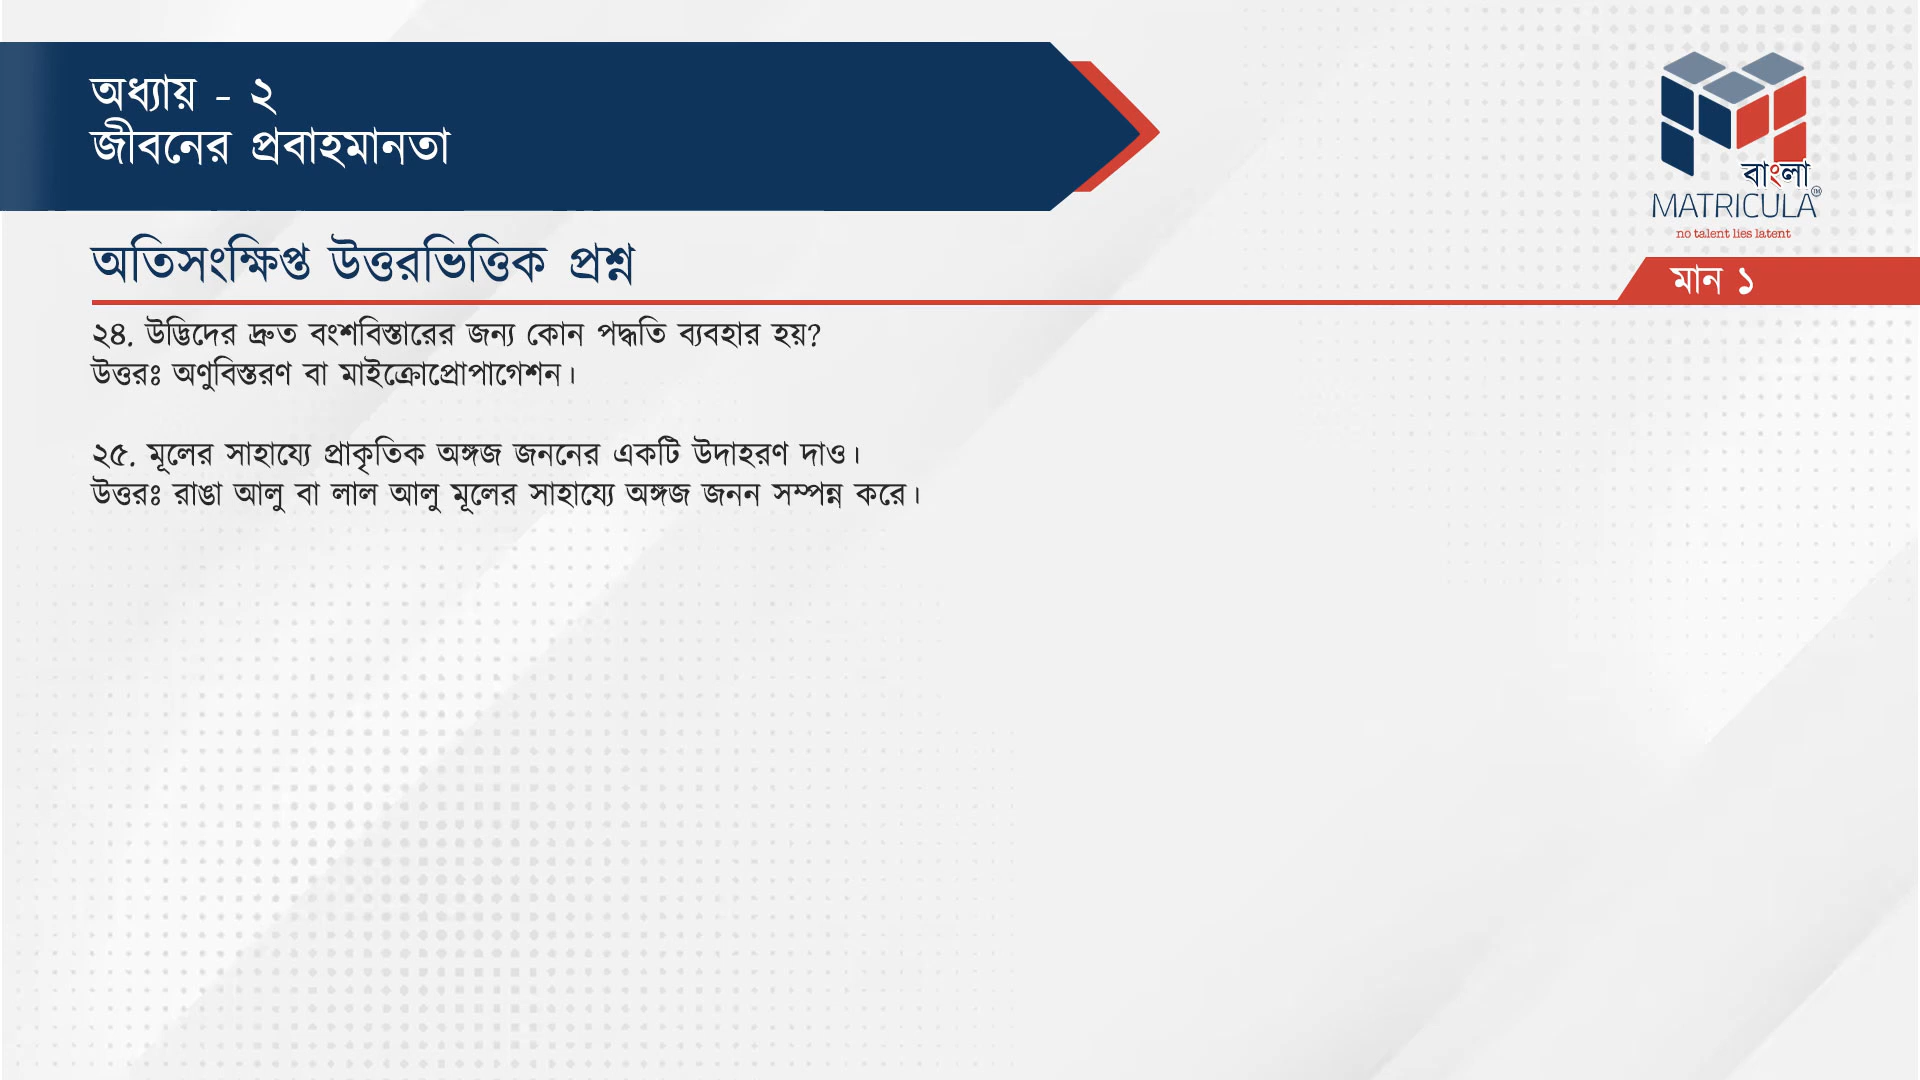 অধ্যায় - ২
জীবনের প্রবাহমানতা
বাংলা
MATRICULA
TM
no talent lies latent
অতিসংক্ষিপ্ত উত্তরভিত্তিক প্রশ্ন
মান ১
২৪. উদ্ভিদের দ্রুত বংশবিস্তারের জন্য কোন পদ্ধতি ব্যবহার হয়?
উত্তরঃ অণুবিস্তরণ বা মাইক্রোপ্রোপাগেশন।
২৫. মূলের সাহায্যে প্রাকৃতিক অঙ্গজ জননের একটি উদাহরণ দাও।
উত্তরঃ রাঙা আলু বা লাল আলু মূলের সাহায্যে অঙ্গজ জনন সম্পন্ন করে।